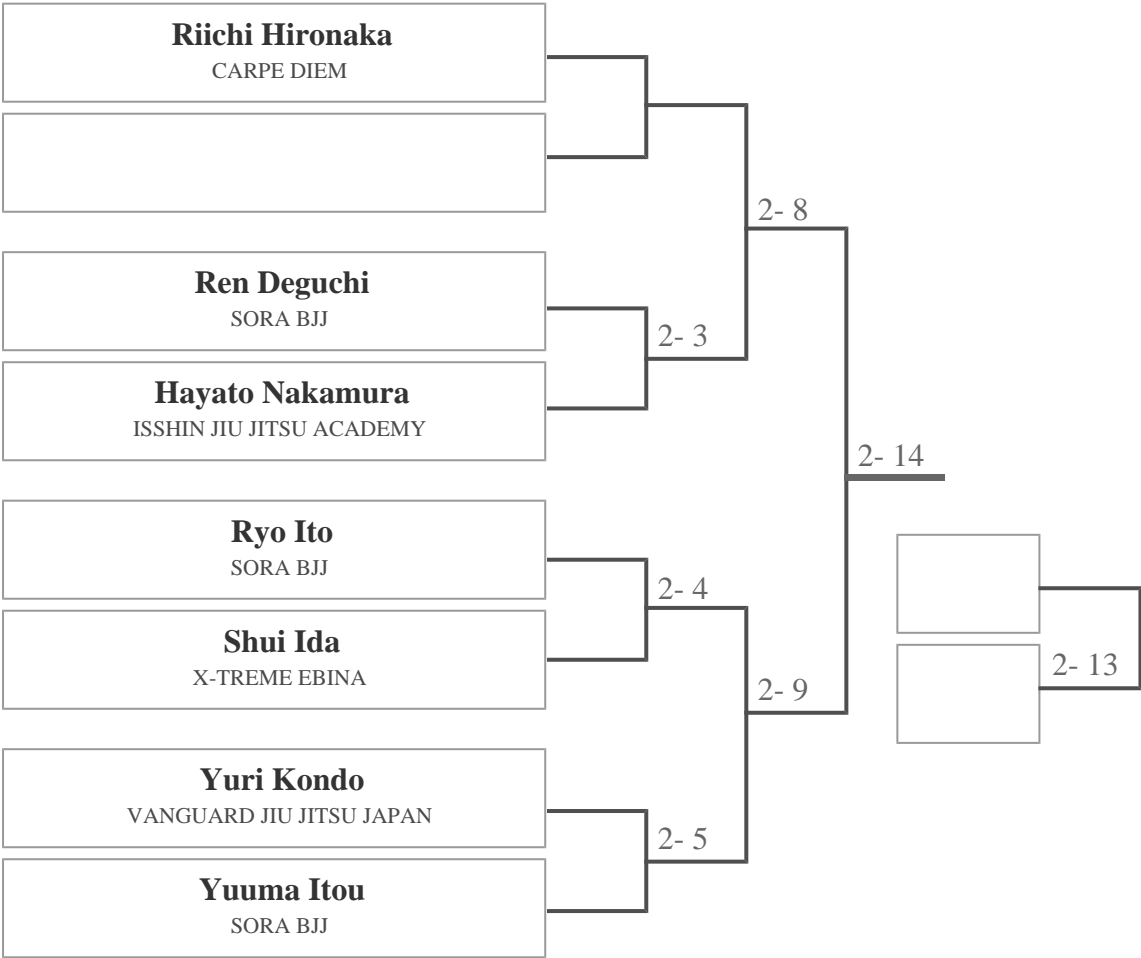 Riichi Hironaka
CARPE DIEM
2- 8
Ren Deguchi
SORA BJJ
2- 3
Hayato Nakamura
ISSHIN JIU JITSU ACADEMY
2- 14
Ryo Ito
SORA BJJ
2- 4
Shui Ida
X-TREME EBINA
2- 9
2- 13
Yuri Kondo
VANGUARD JIU JITSU JAPAN
2- 5
Yuuma Itou
SORA BJJ